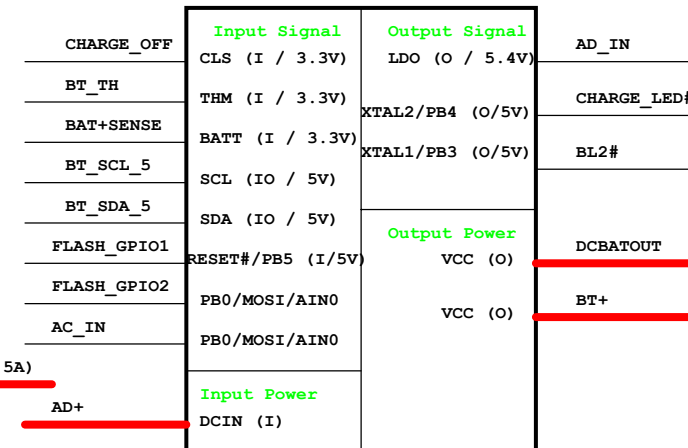 CHARGE_OFF
BT_TH
BAT+SENSE
BT_SCL_5
BT_SDA_5
FLASH_GPIO1
FLASH_GPIO2
AC_IN
5A)
AD+
Input Signal
CLS (I / 3.3V)
THM (I / 3.3V)
BATT (I / 3.3V)
SCL (IO / 5V)
SDA (IO / 5V)
RESET#/PB5 (I/5V)
PB0/MOSI/AIN0
PB0/MOSI/AIN0
Input Power
DCIN (I)
Output Signal
LDO (O / 5.4V)
XTAL2/PB4 (O/5V)
XTAL1/PB3 (O/5V)
Output Power
VCC (O)
VCC (O)
AD_IN
CHARGE_LED#
BL2#
DCBATOUT
BT+